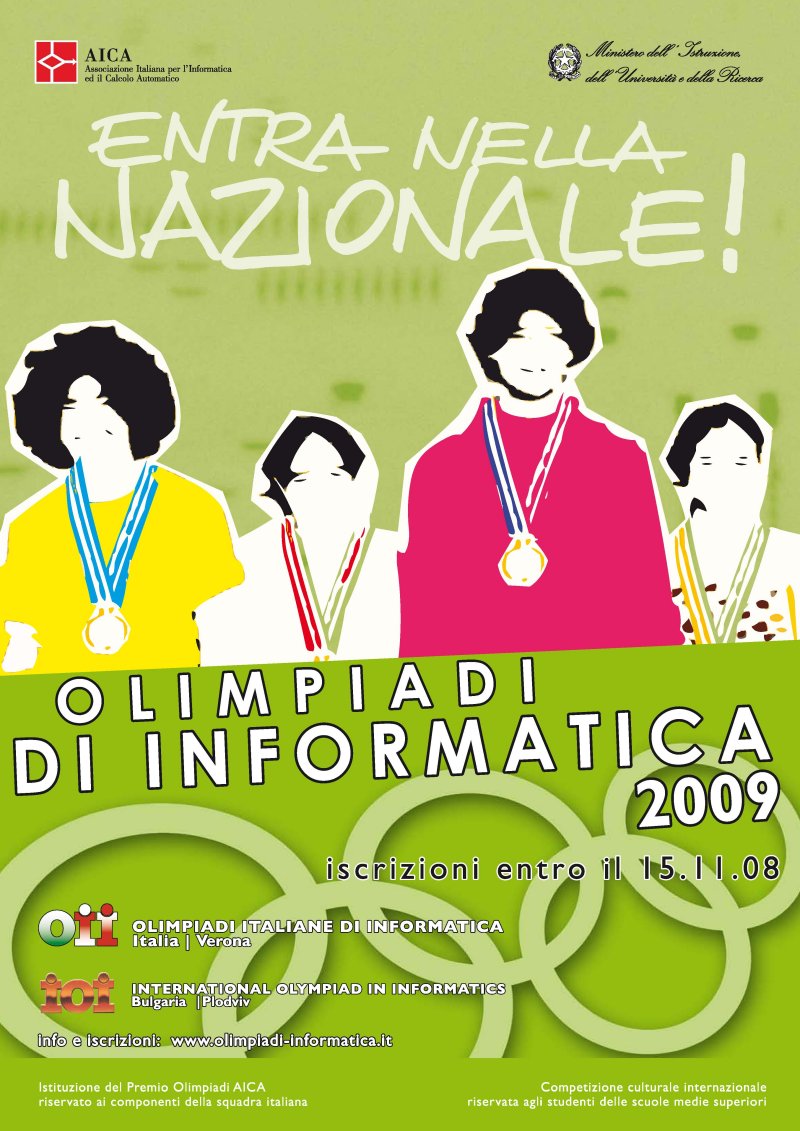 AICA
Associazione Italiana per l'Informatica
ed il Calcolo Automatico
Ministero dell'Istruzione,
dell'Università e della Ricerca
ENTRA NELLA
NAZIONALE!
OLIMPIADI
DI INFORMATICA
2009
iscrizioni entro il 15.11.08
oii
OLIMPIADI ITALIANE DI INFORMATICA
Italia | Verona
ioi
INTERNATIONAL OLYMPIAD IN INFORMATICS
Bulgaria | Plodviv
info e iscrizioni: www.olimpiadi-informatica.it
Istituzione del Premio Olimpiadi AICA
riservato ai componenti della squadra italiana
Competizione culturale internazionale
riservata agli studenti delle scuole medie superiori